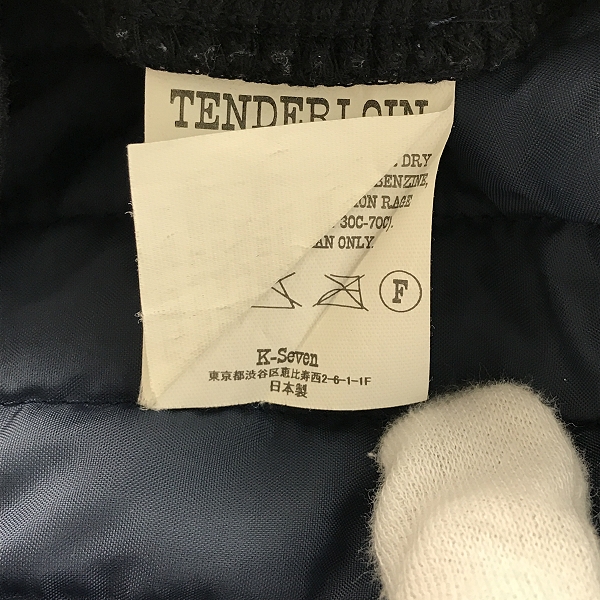 TENDERLOIN
DRY
BENZINE,
ION RAGE
30C-70C).
AN ONLY.
F
K-Seven
東京都渋谷区恵比寿西2-6-1-1F
日本製